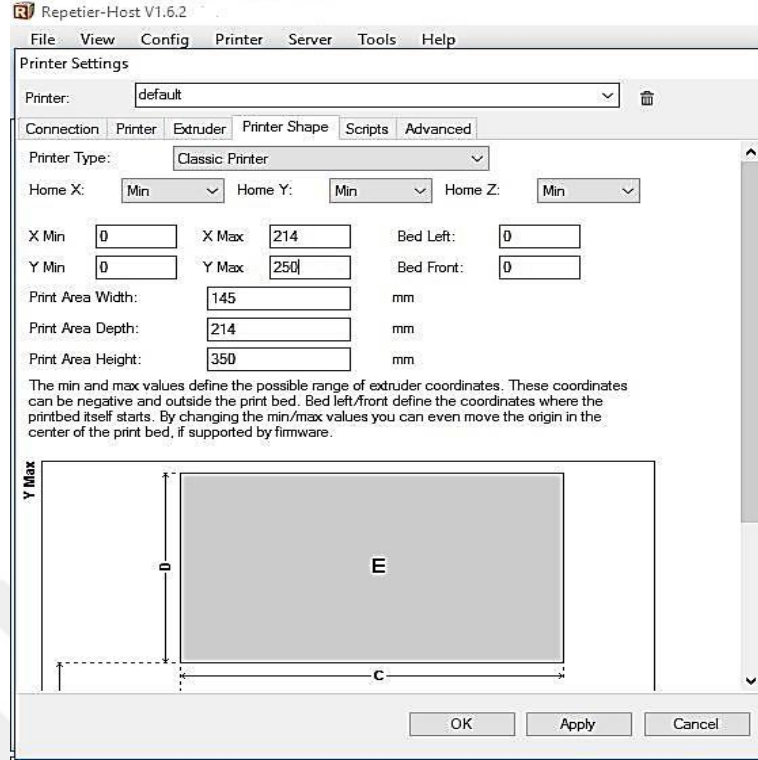 Repetier-Host V1.6.2
File View Config Printer Server Tools Help
Printer Settings
Printer: default
Connection Printer Extruder Printer Shape Scripts Advanced
Printer Type: Classic Printer
Home X: Min Home Y: Min Home Z: Min
X Min 0 X Max 214 Bed Left: 0
Y Min 0 Y Max 250 Bed Front: 0
Print Area Width: 145 mm
Print Area Depth: 214 mm
Print Area Height: 350 mm
The min and max values define the possible range of extruder coordinates. These coordinates
can be negative and outside the print bed. Bed left/front define the coordinates where the
printbed itself starts. By changing the min/max values you can even move the origin in the
center of the print bed, if supported by firmware.
Y Max
D
E
C
OK Apply Cancel